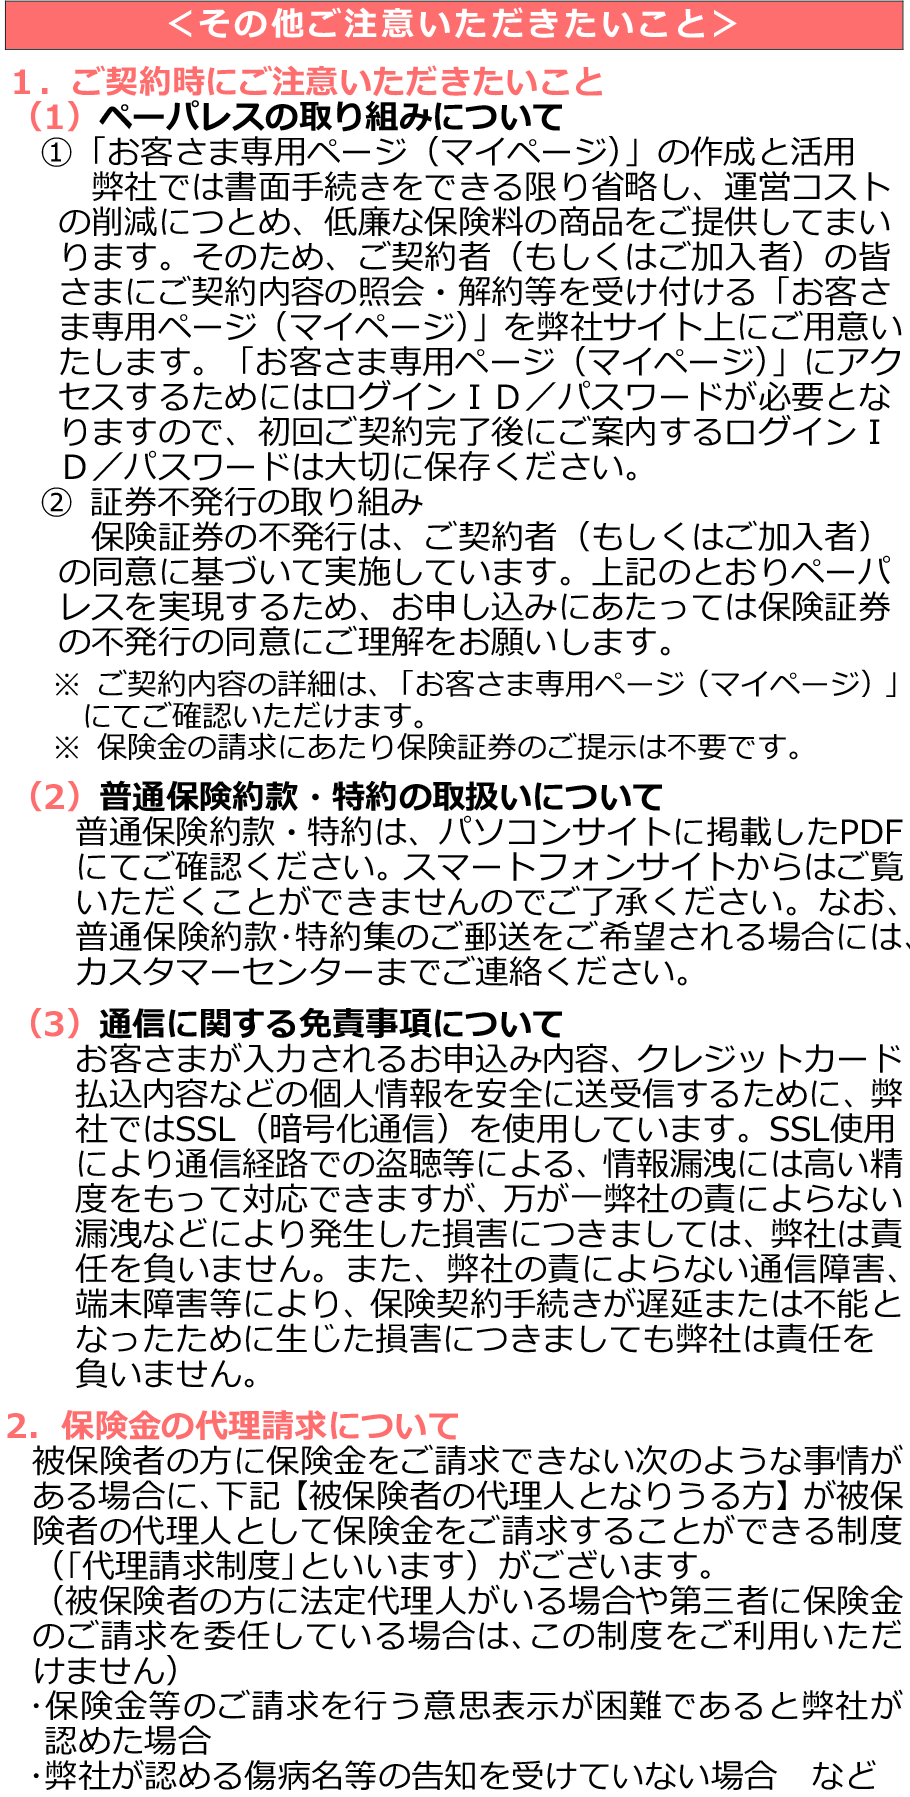 ＜その他ご注意いただきたいこと＞
１．ご契約時にご注意いただきたいこと
（1）ペーパレスの取り組みについて
①「お客さま専用ページ（マイページ）」の作成と活用
弊社では書面手続きをできる限り省略し、運営コスト
の削減につとめ、低廉な保険料の商品をご提供してまい
ります。そのため、ご契約者（もしくはご加入者）の皆
さまにご契約内容の照会・解約等を受け付ける「お客さ
ま専用ページ（マイページ）」を弊社サイト上にご用意い
たします。「お客さま専用ページ（マイページ）」にアク
セスするためにはログインＩＤ／パスワードが必要とな
りますので、初回ご契約完了後にご案内するログインＩ
Ｄ／パスワードは大切に保存ください。
② 証券不発行の取り組み
保険証券の不発行は、ご契約者（もしくはご加入者）
の同意に基づいて実施しています。上記のとおりペーパ
レスを実現するため、お申し込みにあたっては保険証券
の不発行の同意にご理解をお願いします。
※ ご契約内容の詳細は、「お客さま専用ページ（マイページ）」
にてご確認いただけます。
※ 保険金の請求にあたり保険証券のご提示は不要です。
（2）普通保険約款・特約の取扱いについて
普通保険約款・特約は、パソコンサイトに掲載したPDF
にてご確認ください。スマートフォンサイトからはご覧
いただくことができませんのでご了承ください。なお、
普通保険約款・特約集のご郵送をご希望される場合には、
カスタマーセンターまでご連絡ください。
（3）通信に関する免責事項について
お客さまが入力されるお申込み内容、クレジットカード
払込内容などの個人情報を安全に送受信するために、弊
社ではSSL（暗号化通信）を使用しています。SSL使用
により通信経路での盗聴等による、情報漏洩には高い精
度をもって対応できますが、万が一弊社の責によらない
漏洩などにより発生した損害につきましては、弊社は責
任を負いません。また、弊社の責によらない通信障害、
端末障害等により、保険契約手続きが遅延または不能と
なったために生じた損害につきましても弊社は責任を
負いません。
2．保険金の代理請求について
被保険者の方に保険金をご請求できない次のような事情が
ある場合に、下記【被保険者の代理人となりうる方】が被保
険者の代理人として保険金をご請求することができる制度
（「代理請求制度」といいます）がございます。
（被保険者の方に法定代理人がいる場合や第三者に保険金
のご請求を委任している場合は、この制度をご利用いただ
けません）
・保険金等のご請求を行う意思表示が困難であると弊社が
認めた場合
・弊社が認める傷病名等の告知を受けていない場合　など